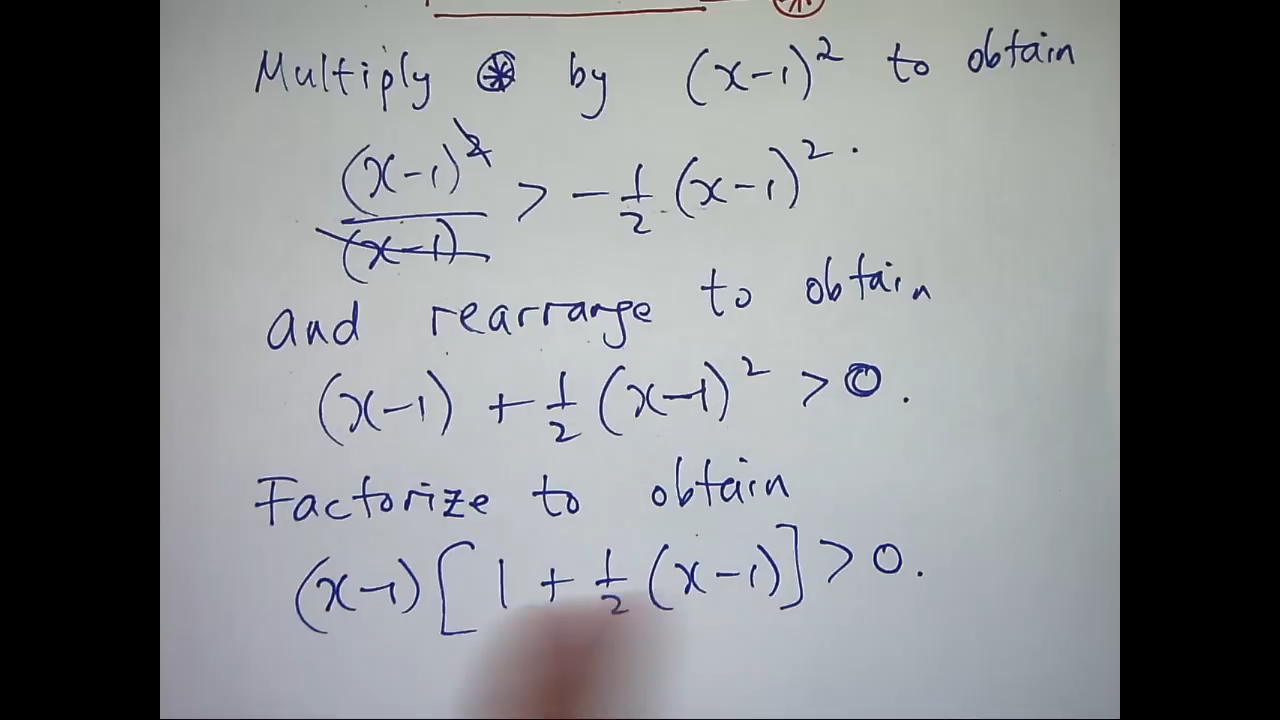 Multiply ⊛ by (x-1)² to obtain
(x-1)²/(x-1) > -1/2 (x-1)².
and rearrange to obtain
(x-1) + 1/2 (x-1)² > 0.
Factorize to obtain
(x-1)[1 + 1/2 (x-1)] > 0.